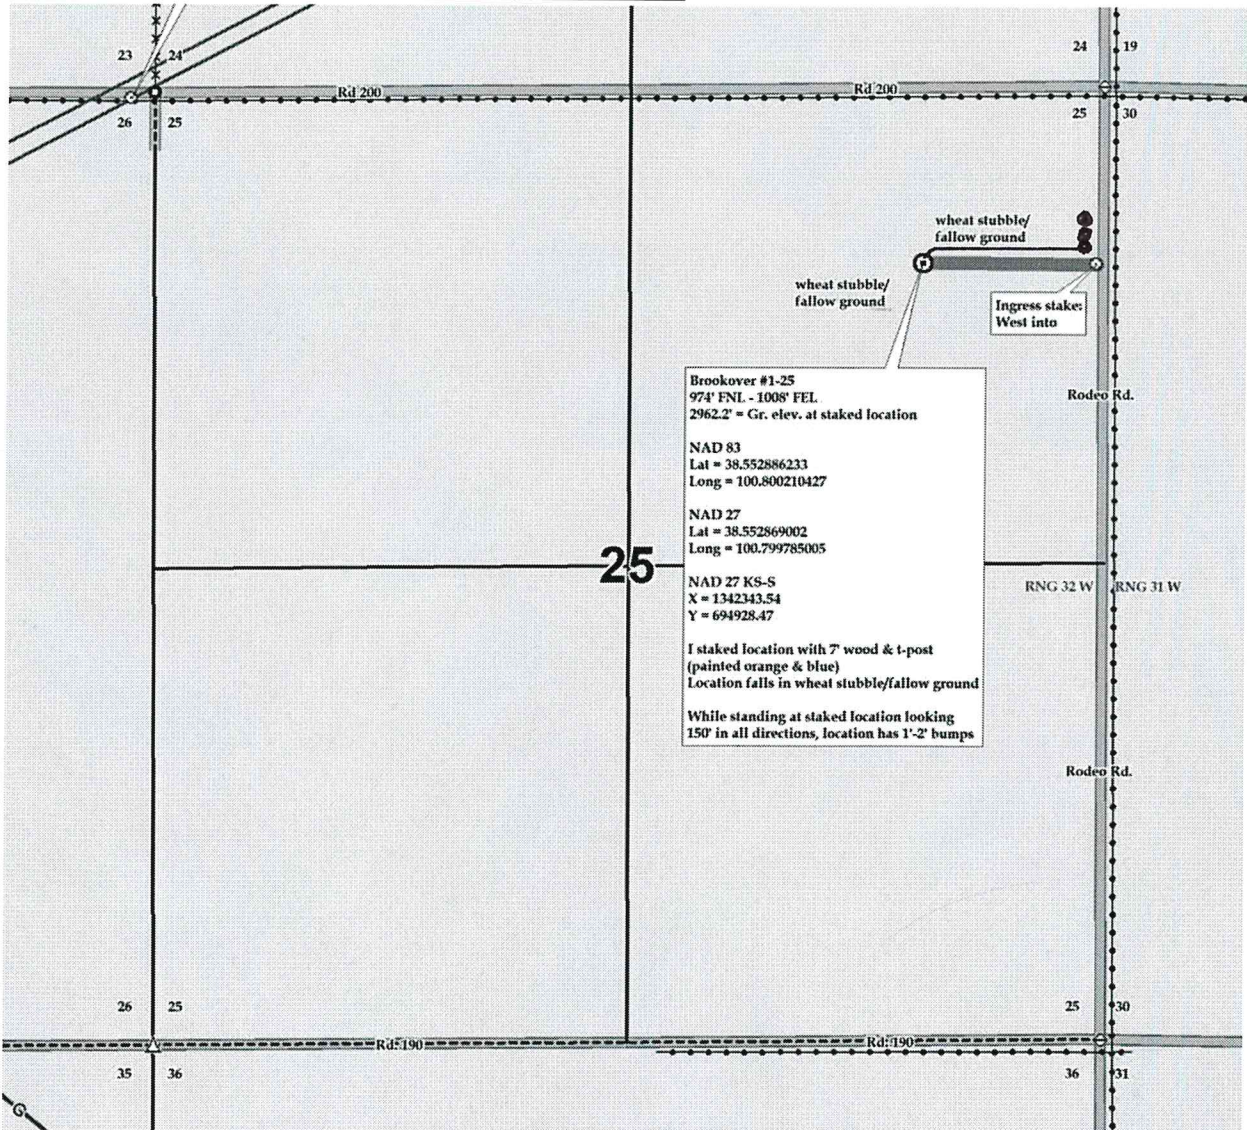 23 24
24 19
Rd 200
Rd 200
26 25
25 30
wheat stubble/
fallow ground
wheat stubble/
fallow ground
Ingress stake:
West into
Brookover #1-25
974' FNL - 1008' FEL
2962.2' = Gr. elev. at staked location
NAD 83
Lat = 38.552886233
Long = 100.800210427
NAD 27
Lat = 38.552869002
Long = 100.799785005
NAD 27 KS-S
X = 1342343.54
Y = 694928.47
I staked location with 7' wood & t-post
(painted orange & blue)
Location falls in wheat stubble/fallow ground
While standing at staked location looking
150' in all directions, location has 1'-2' bumps
Rodeo Rd.
25
RNG 32 W RNG 31 W
Rodeo Rd.
26 25
25 30
Rd. 190
Rd. 190
35 36
36 31
G